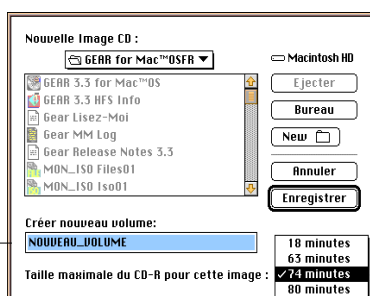 Nouvelle Image CD :
GEAR for Mac™OSFR
Macintosh HD
GEAR 3.3 for Mac™OS
GEAR 3.3 HFS Info
Gear Lisez-Moi
Gear MM Log
Gear Release Notes 3.3
MON_ISO Files01
MON_ISO Iso01
Ejecter
Bureau
New
Annuler
Enregistrer
Créer nouveau volume:
NOUVEAU_VOLUME
Taille maximale du CD-R pour cette image :
18 minutes
63 minutes
✓74 minutes
80 minutes